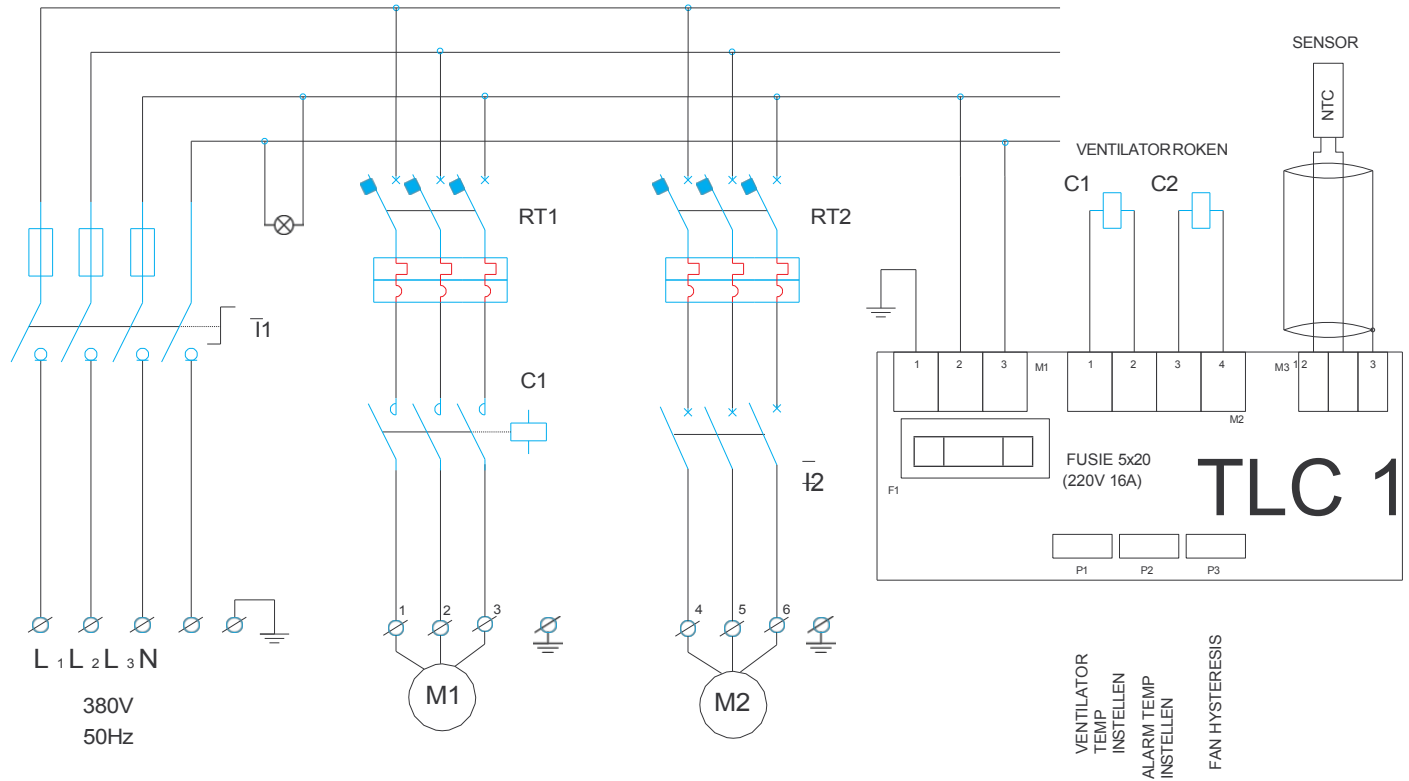 SENSOR
NTC
VENTILATOR ROKEN
C1
C2
RT1
RT2
I1
C1
I2
1
2
3
M1
1
2
3
4
M2
M3
1
2
3
F1
FUSIE 5x20
(220V 16A)
TLC 1
P1
P2
P3
1
2
3
4
5
6
L 1 L 2 L 3 N
380V
50Hz
M1
M2
VENTILATOR
TEMP
INSTELLEN
ALARM TEMP
INSTELLEN
FAN HYSTERESIS